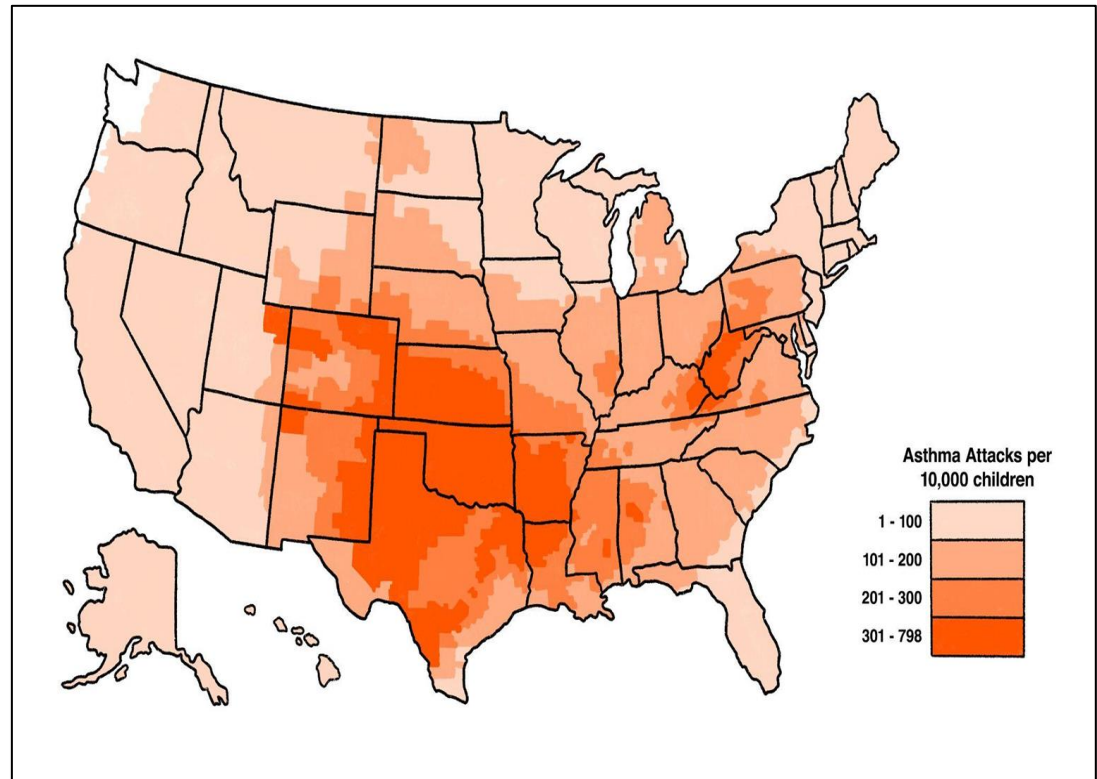 Asthma Attacks per
10,000 children
1 - 100
101 - 200
201 - 300
301 - 798